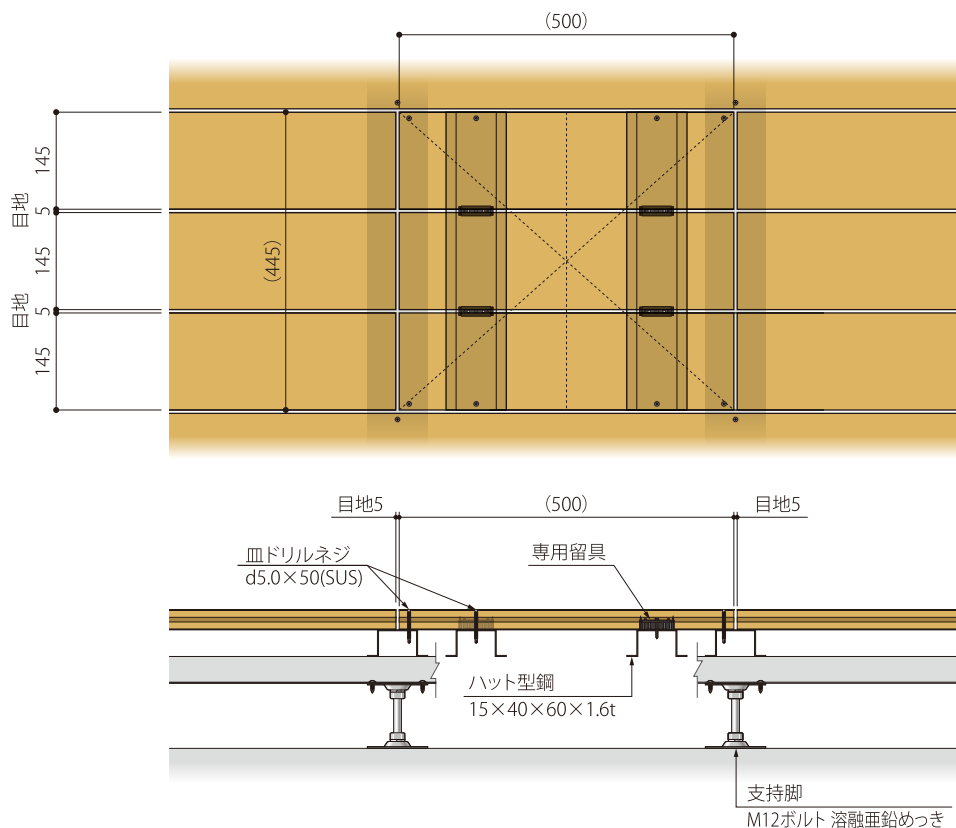 (500)
145
目地
5
145
(445)
目地
5
145
目地5
(500)
目地5
皿ドリルネジ
d5.0×50(SUS)
専用留具
ハット型鋼
15×40×60×1.6t
支持脚
M12ボルト 溶融亜鉛めっき